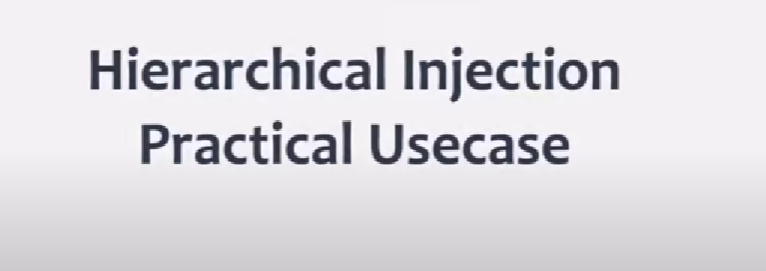 Hierarchical Injection
Practical Usecase